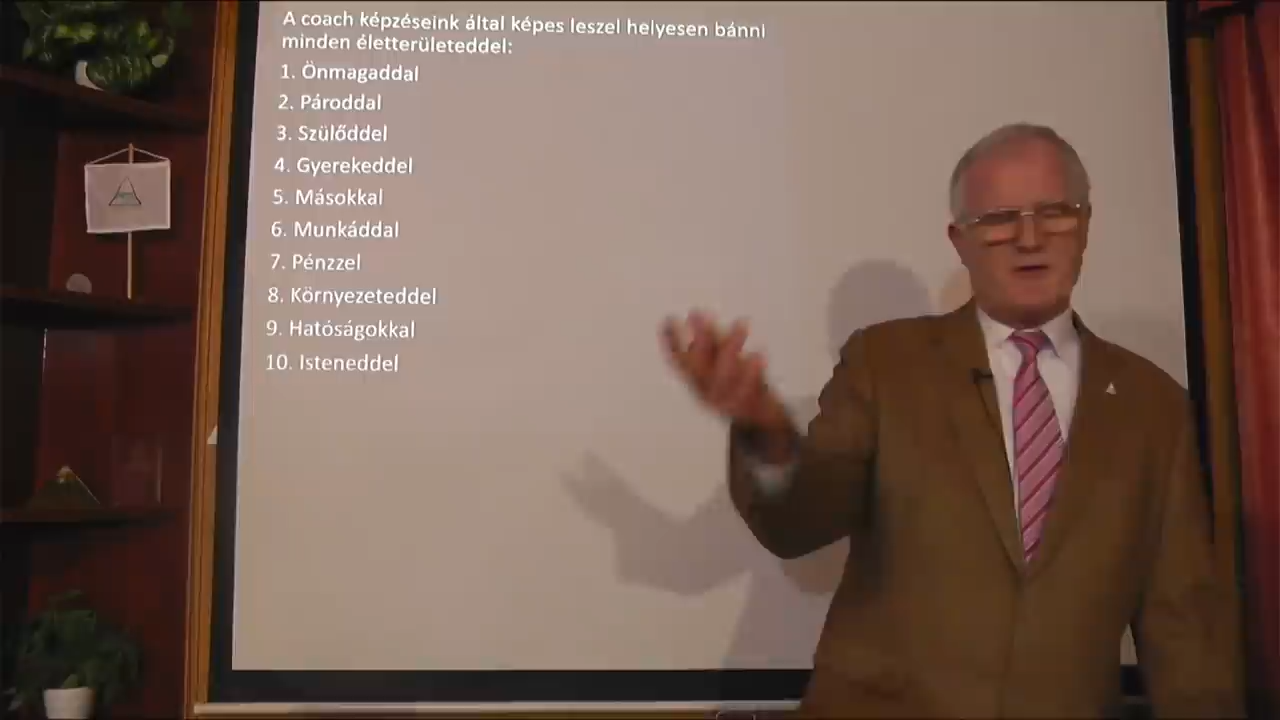 A coach képzéseink által képes leszel helyesen bánni
minden életterületeddel:
1. Önmagaddal
2. Pároddal
3. Szülőddel
4. Gyerekeddel
5. Másokkal
6. Munkáddal
7. Pénzzel
8. Környezeteddel
9. Hatóságokkal
10. Isteneddel